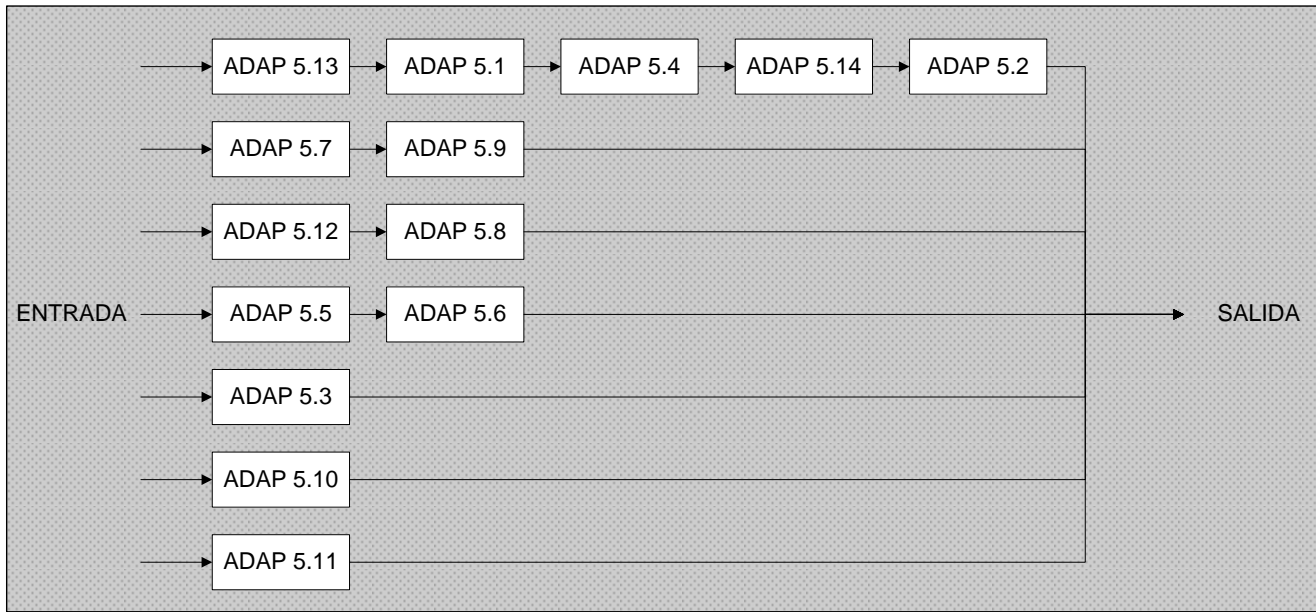 ADAP 5.13 ADAP 5.1 ADAP 5.4 ADAP 5.14 ADAP 5.2
ADAP 5.7 ADAP 5.9
ADAP 5.12 ADAP 5.8
ENTRADA ADAP 5.5 ADAP 5.6 SALIDA
ADAP 5.3
ADAP 5.10
ADAP 5.11